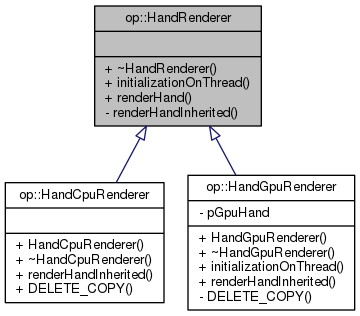 op::HandRenderer
+ ~HandRenderer()
+ initializationOnThread()
+ renderHand()
- renderHandInherited()
op::HandCpuRenderer
+ HandCpuRenderer()
+ ~HandCpuRenderer()
+ renderHandInherited()
+ DELETE_COPY()
op::HandGpuRenderer
- pGpuHand
+ HandGpuRenderer()
+ ~HandGpuRenderer()
+ initializationOnThread()
+ renderHandInherited()
- DELETE_COPY()